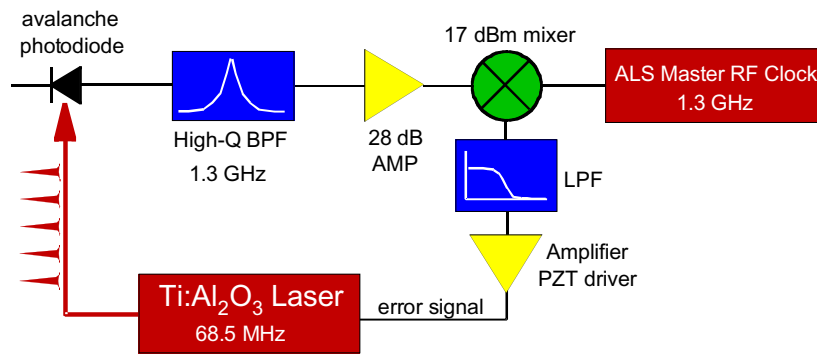 avalanche
photodiode
17 dBm mixer
ALS Master RF Clock
1.3 GHz
High-Q BPF
1.3 GHz
28 dB
AMP
LPF
Amplifier
PZT driver
Ti:Al₂O₃ Laser
68.5 MHz
error signal